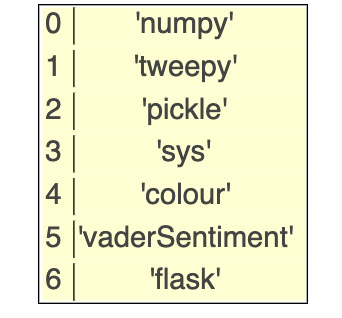 0 | 'numpy'
1 | 'tweepy'
2 | 'pickle'
3 | 'sys'
4 | 'colour'
5 | 'vaderSentiment'
6 | 'flask'